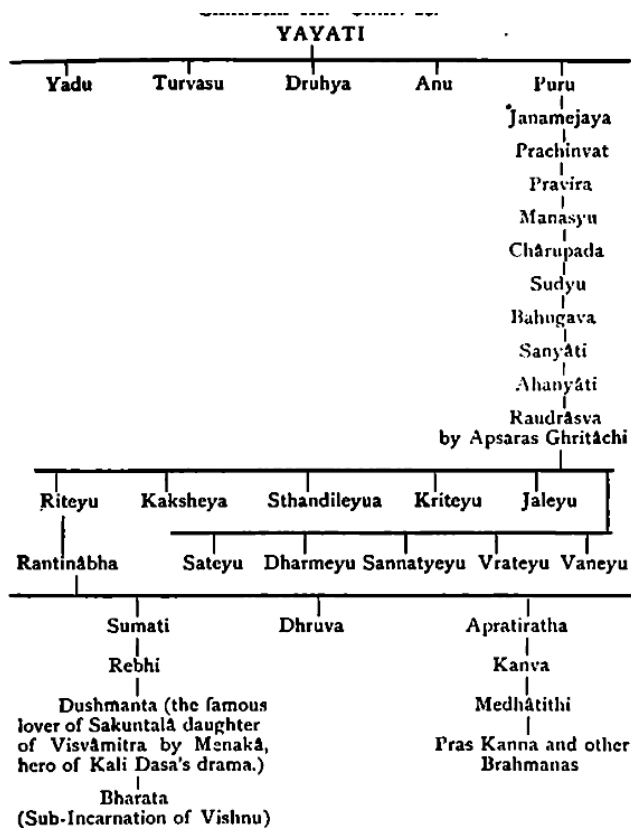 YAYATI
Yadu Turvasu Druhya Anu Puru
Janamejaya
Prachinvat
Pravira
Manasyu
Chârupada
Sudyu
Bahugava
Sanyâti
Ahanyâti
Raudrâsva
by Apsaras Ghritâchi
Riteyu Kaksheya Sthandileyua Kriteyu Jaleyu
Rantinâbha Sateyu Dharmeyu Sannatyeyu Vrateyu Vaneyu
Sumati Dhruva Apratiratha
Rebhi Kanva
Dushmanta (the famous Medhâtithi
lover of Sakuntalâ daughter
of Visvâmitra by Menakâ, Pras Kanna and other
hero of Kali Dasa's drama.) Brahmanas
Bharata
(Sub-Incarnation of Vishnu)